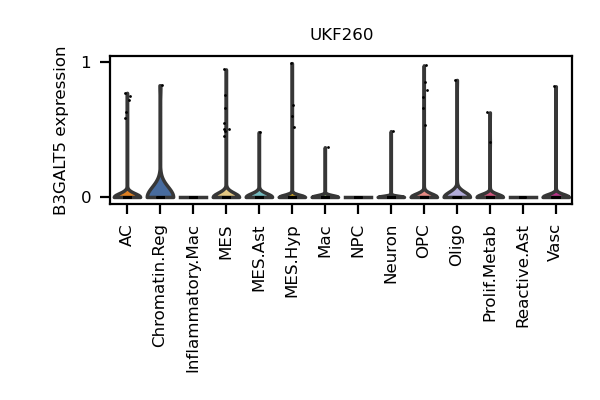 UKF260
B3GALT5 expression
1
0
AC
Chromatin.Reg
Inflammatory.Mac
MES
MES.Ast
MES.Hyp
Mac
NPC
Neuron
OPC
Oligo
Prolif.Metab
Reactive.Ast
Vasc